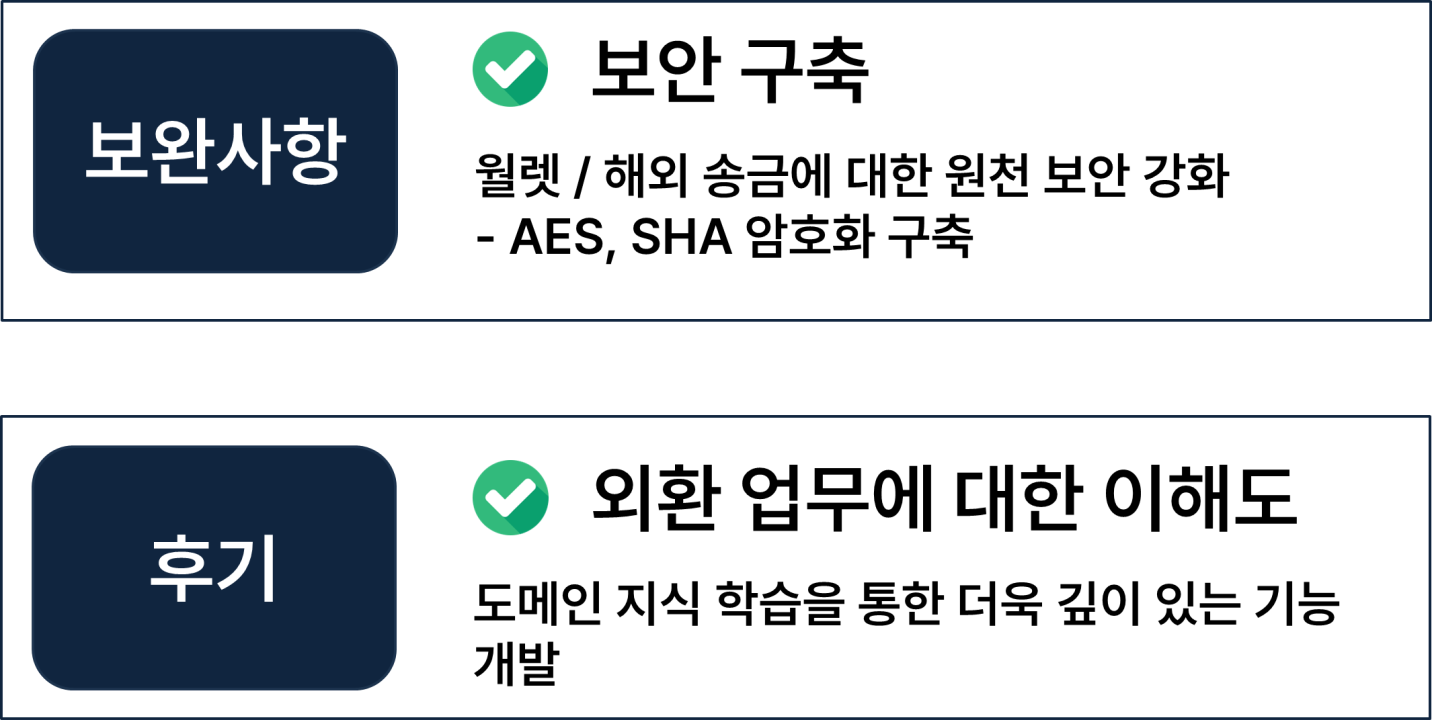 보완사항
보안 구축
월렛 / 해외 송금에 대한 원천 보안 강화
- AES, SHA 암호화 구축
후기
외환 업무에 대한 이해도
도메인 지식 학습을 통한 더욱 깊이 있는 기능
개발